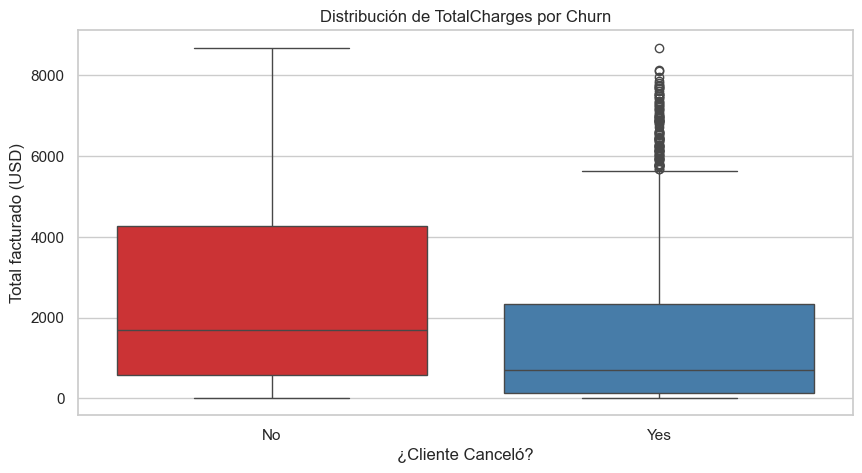 Distribución de TotalCharges por Churn
Total facturado (USD)
8000
6000
4000
2000
0
No
Yes
¿Cliente Canceló?